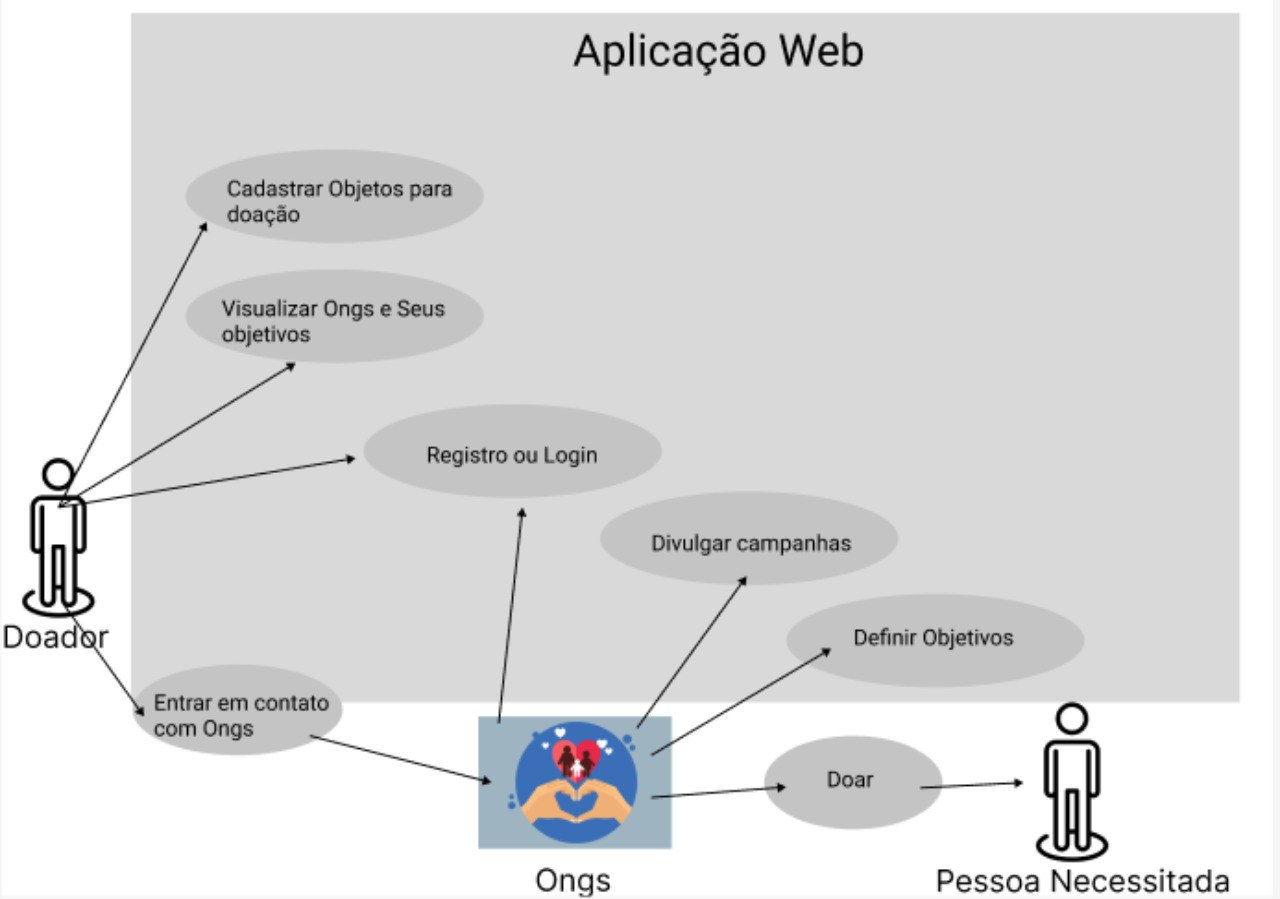 Aplicação Web
Cadastrar Objetos para
doação
Visualizar Ongs e Seus
objetivos
Registro ou Login
Divulgar campanhas
Definir Objetivos
Doador
Entrar em contato
com Ongs
Doar
Ongs
Pessoa Necessitada